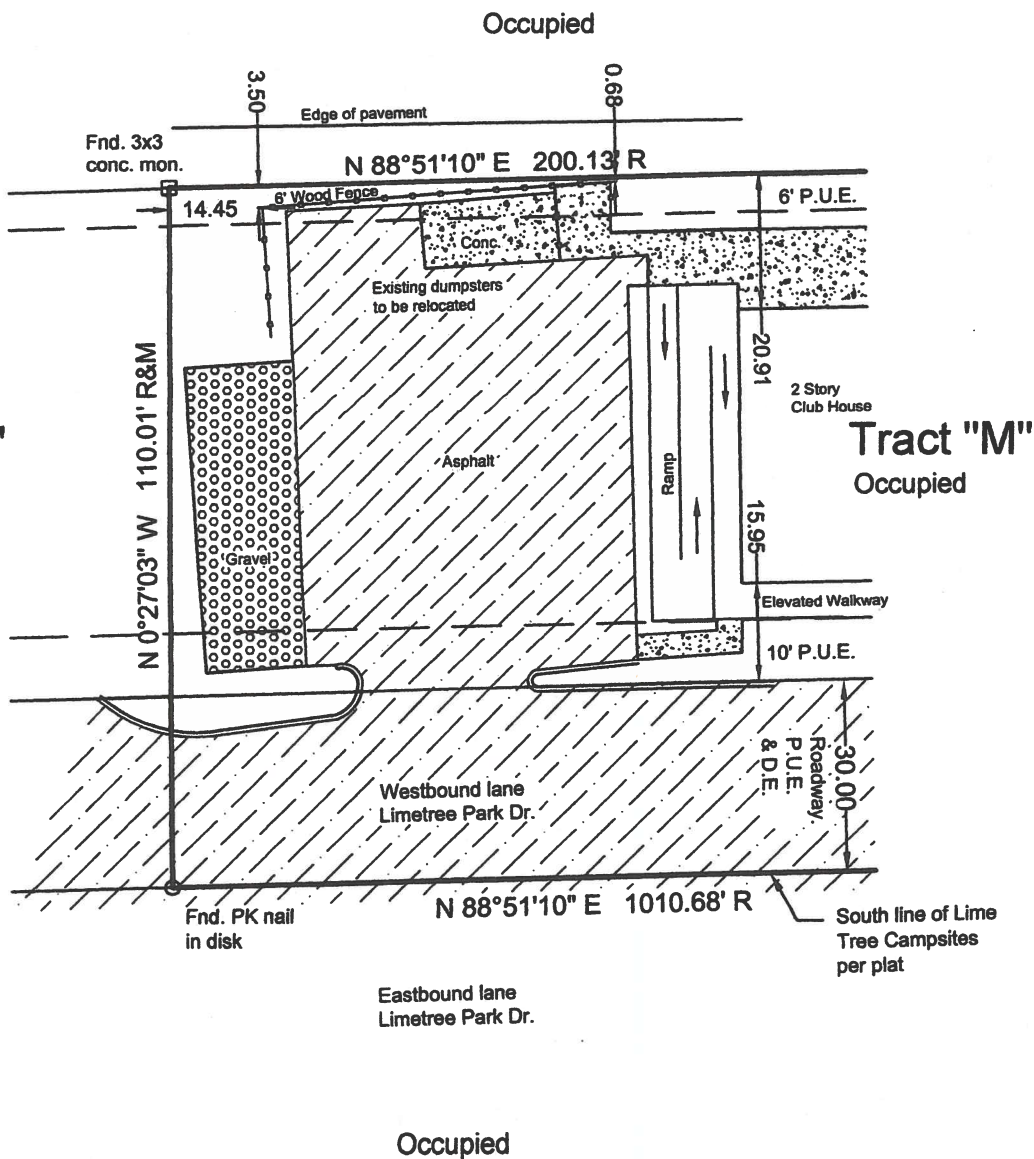 Occupied
3.50
0.68
Edge of pavement
Fnd. 3x3
conc. mon.
N 88°51'10" E 200.13' R
6' Wood Fence
14.45
6' P.U.E.
Conc.
Existing dumpsters
to be relocated
20.91
2 Story
Club House
"
Tract "M"
Occupied
N 0°27'03" W 110.01' R&M
Asphalt
Ramp
15.95
Gravel
Elevated Walkway
10' P.U.E.
30.00
Roadway,
P.U.E.
& D.E.
Westbound lane
Limetree Park Dr.
Fnd. PK nail
in disk
N 88°51'10" E 1010.68' R
South line of Lime
Tree Campsites
per plat
Eastbound lane
Limetree Park Dr.
Occupied